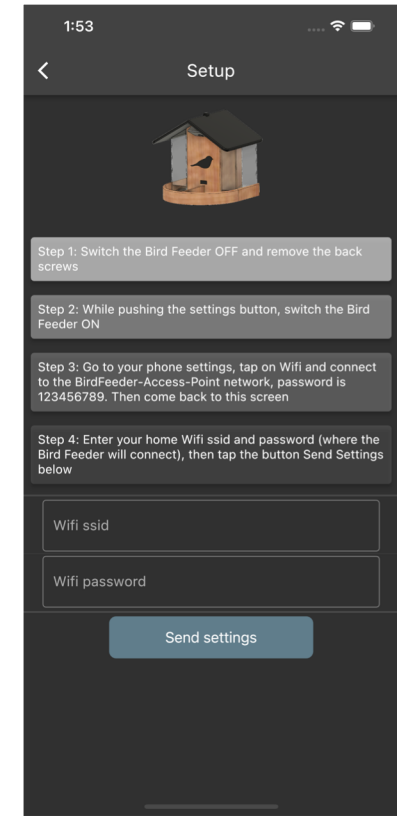 1:53
Setup
Step 1: Switch the Bird Feeder OFF and remove the back
screws
Step 2: While pushing the settings button, switch the Bird
Feeder ON
Step 3: Go to your phone settings, tap on Wifi and connect
to the BirdFeeder-Access-Point network, password is
123456789. Then come back to this screen
Step 4: Enter your home Wifi ssid and password (where the
Bird Feeder will connect), then tap the button Send Settings
below
Wifi ssid
Wifi password
Send settings